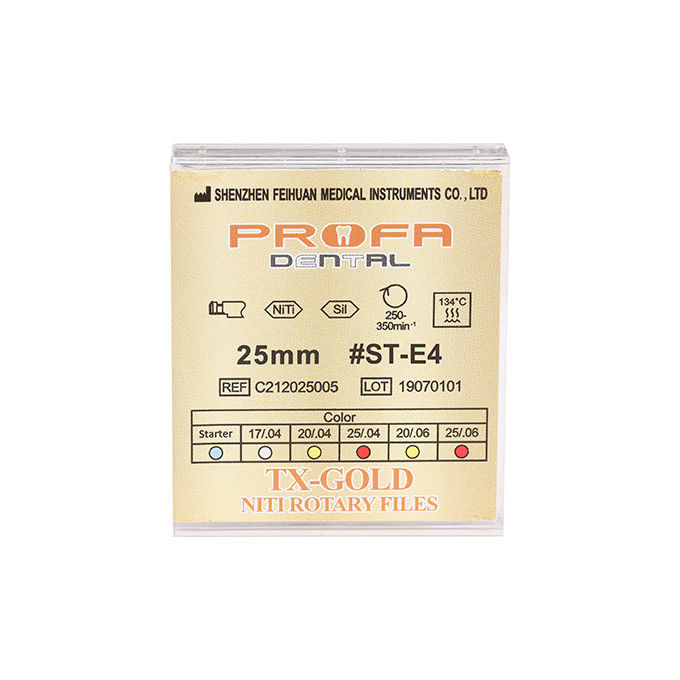 SHENZHEN FEIHUAN MEDICAL INSTRUMENTS CO., LTD
PROFA
DENTAL
NiTi Sil 250-350min⁻¹ 134°C
25mm #ST-E4
REF C212025005 LOT 19070101
Color
Starter 17/.04 20/.04 25/.04 20/.06 25/.06
TX-GOLD
NITI ROTARY FILES